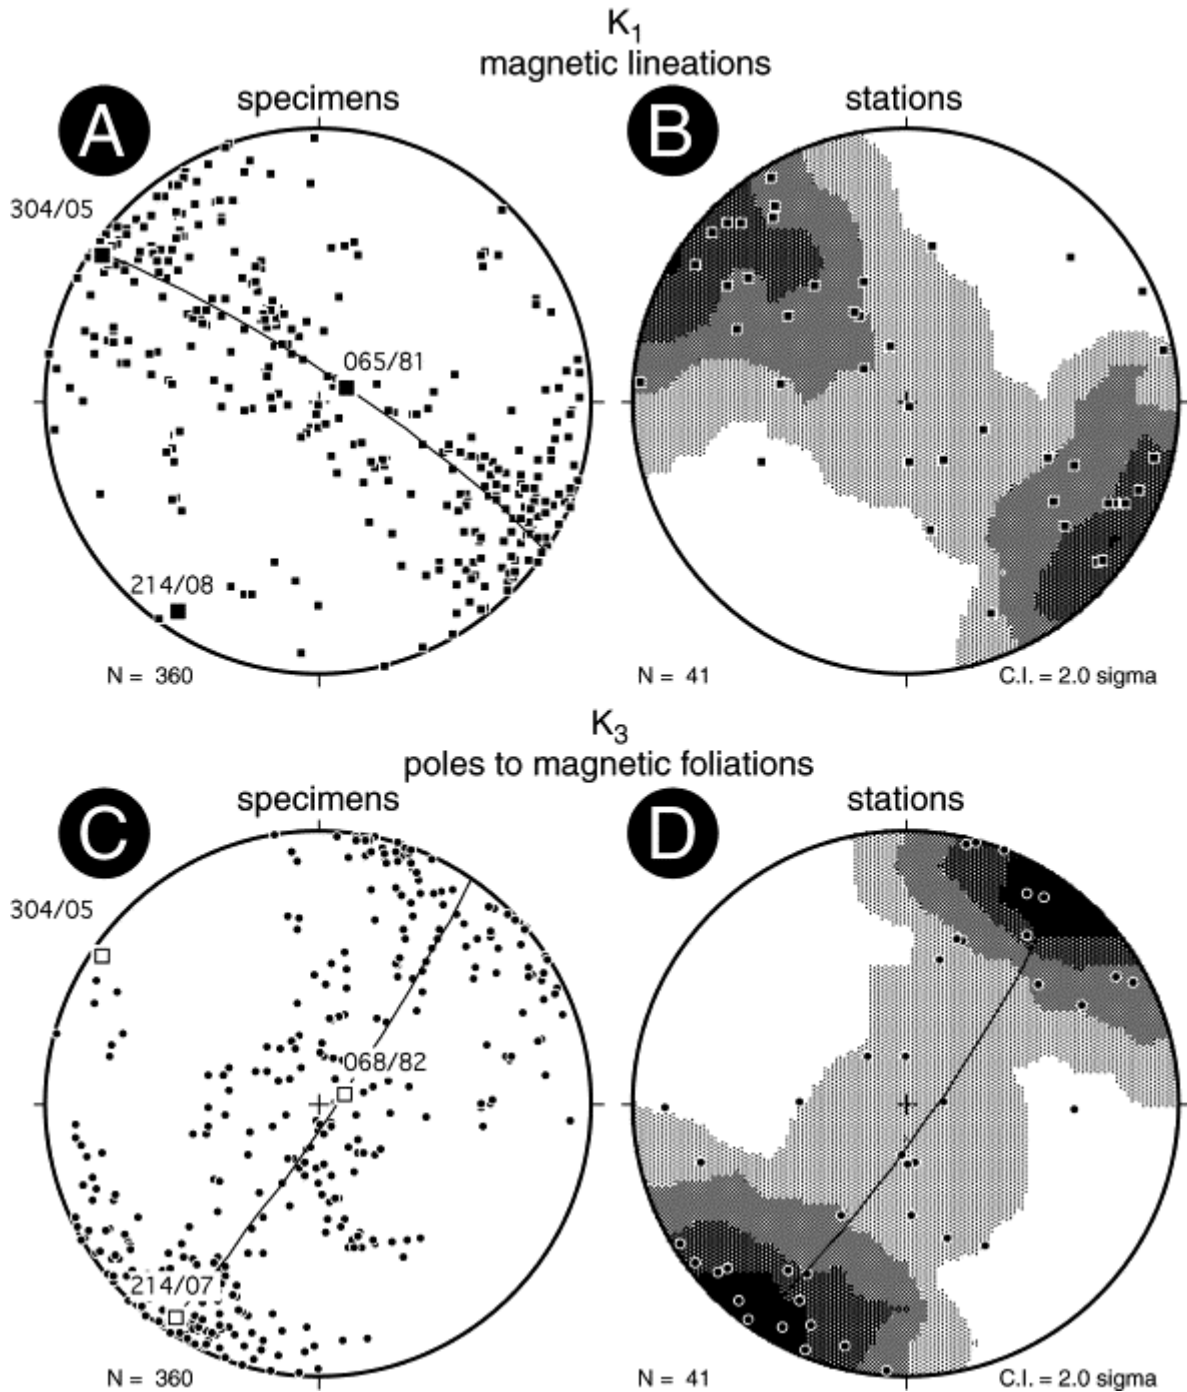 K1
magnetic lineations
specimens
stations
A
B
304/05
065/81
214/08
N = 360
N = 41
C.I. = 2.0 sigma
K3
poles to magnetic foliations
specimens
stations
C
D
304/05
068/82
214/07
N = 360
N = 41
C.I. = 2.0 sigma